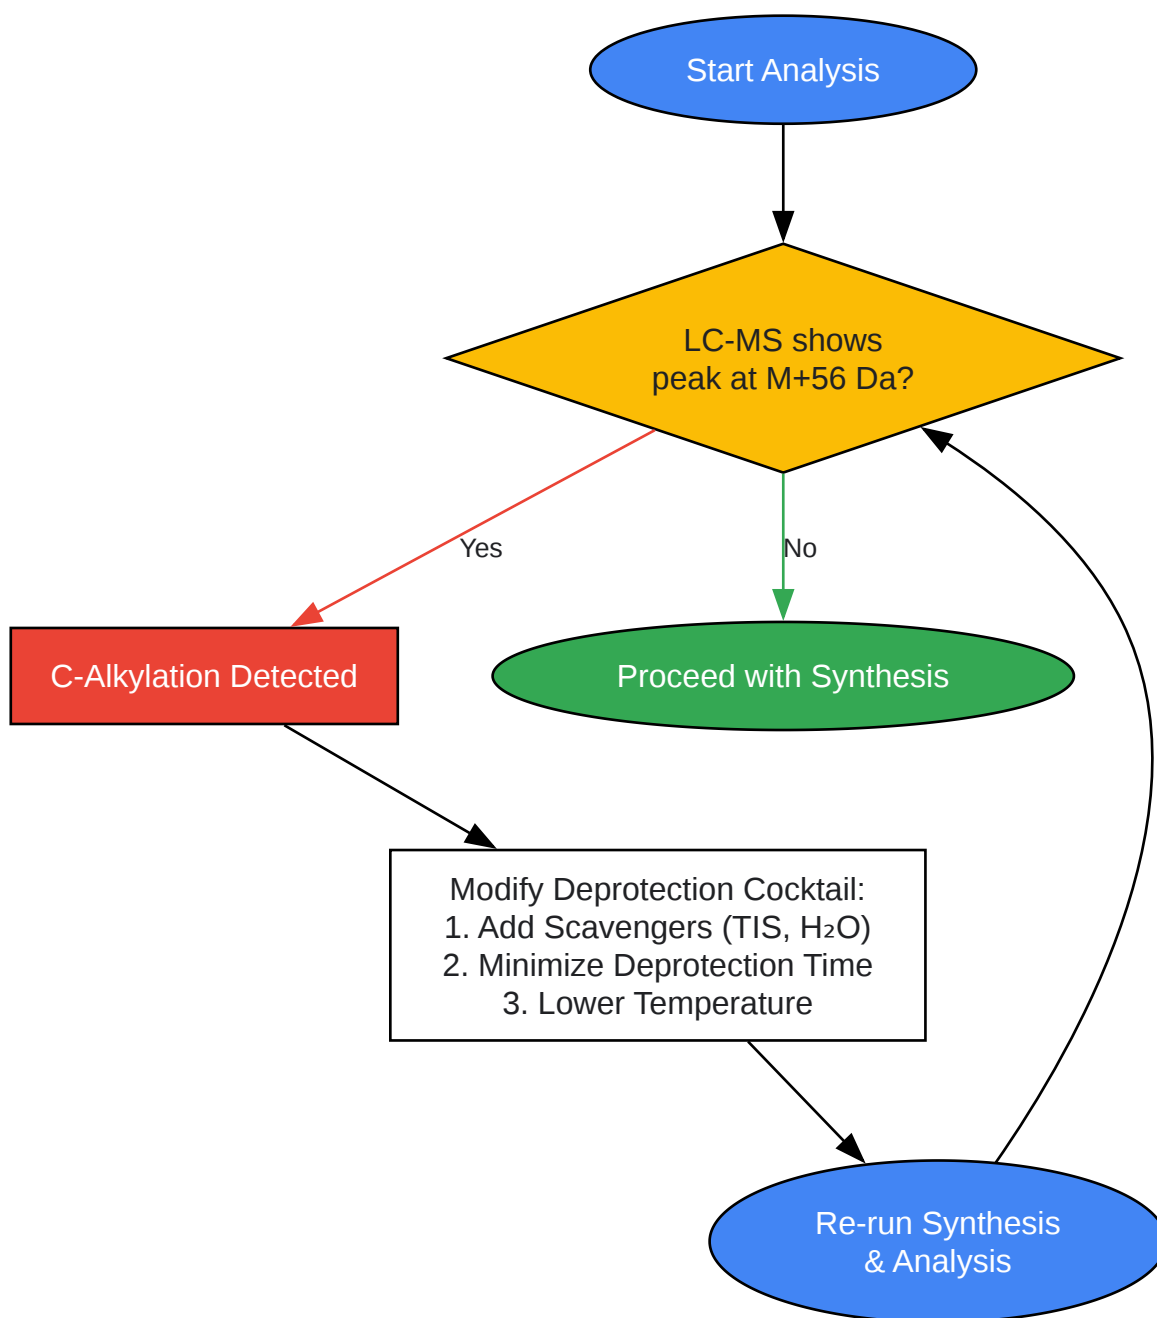 Start Analysis
LC-MS shows
peak at M+56 Da?
Yes
No
C-Alkylation Detected
Proceed with Synthesis
Modify Deprotection Cocktail:
1. Add Scavengers (TIS, H₂O)
2. Minimize Deprotection Time
3. Lower Temperature
Re-run Synthesis
& Analysis